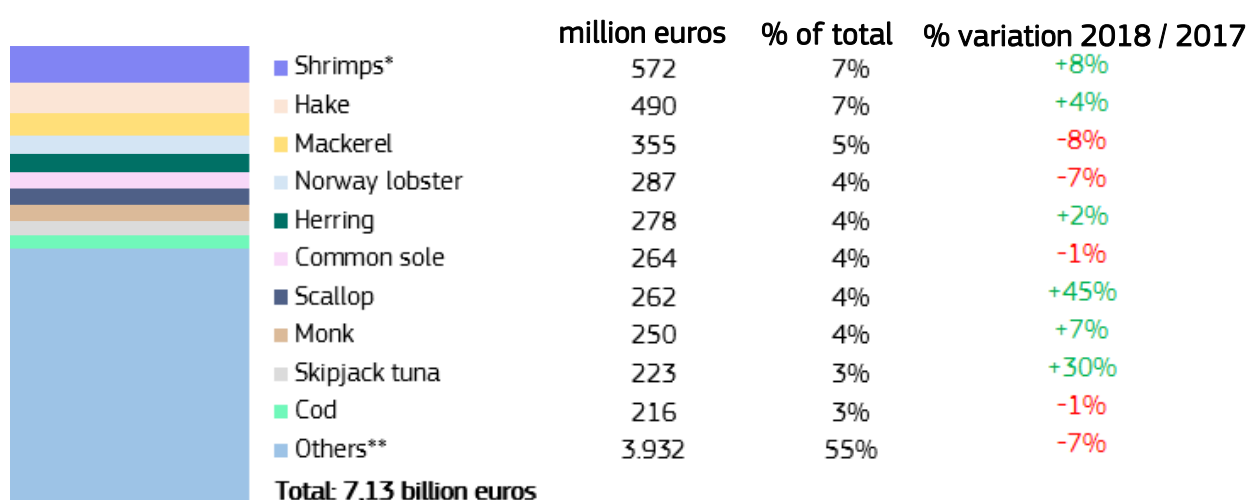 million euros % of total % variation 2018 / 2017
Shrimps* 572 7% +8%
Hake 490 7% +4%
Mackerel 355 5% -8%
Norway lobster 287 4% -7%
Herring 278 4% +2%
Common sole 264 4% -1%
Scallop 262 4% +45%
Monk 250 4% +7%
Skipjack tuna 223 3% +30%
Cod 216 3% -1%
Others** 3.932 55% -7%
Total: 7,13 billion euros